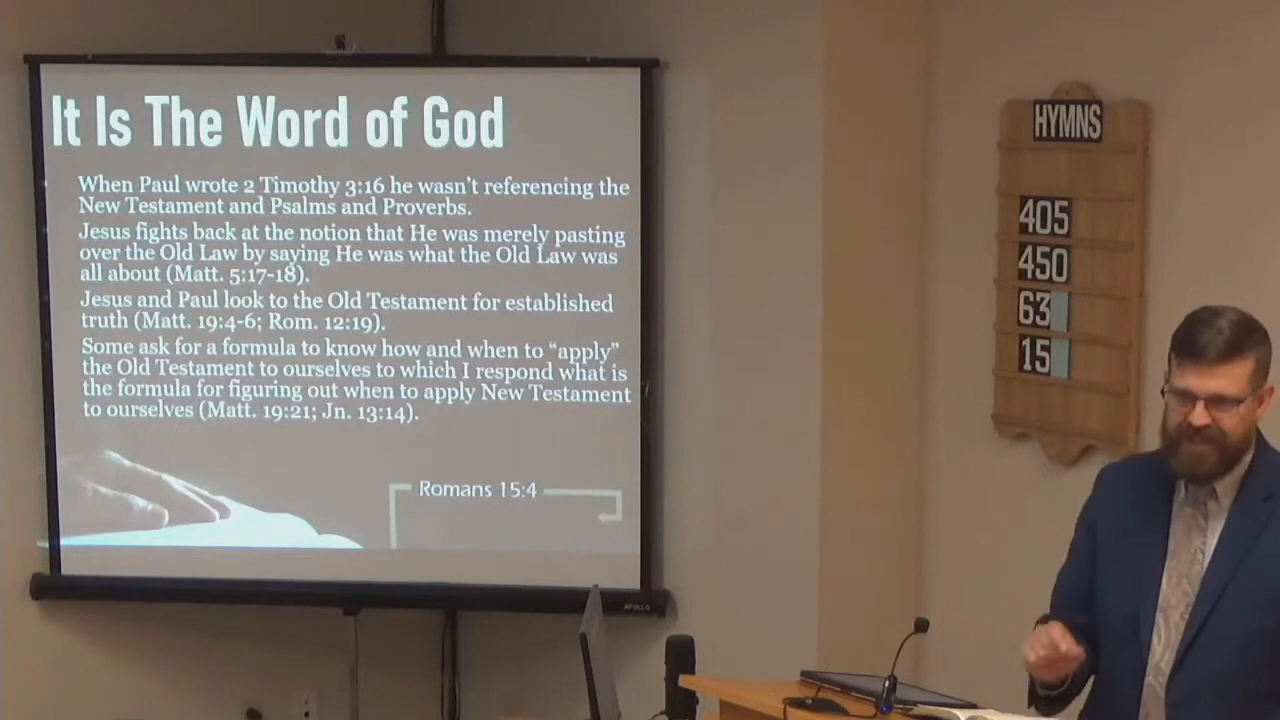 It Is The Word of God
When Paul wrote 2 Timothy 3:16 he wasn't referencing the
New Testament and Psalms and Proverbs.
Jesus fights back at the notion that He was merely pasting
over the Old Law by saying He was what the Old Law was
all about (Matt. 5:17-18).
Jesus and Paul look to the Old Testament for established
truth (Matt. 19:4-6; Rom. 12:19).
Some ask for a formula to know how and when to “apply”
the Old Testament to ourselves to which I respond what is
the formula for figuring out when to apply New Testament
to ourselves (Matt. 19:21; Jn. 13:14).
Romans 15:4
APOLLO
HYMNS
405
450
63
15